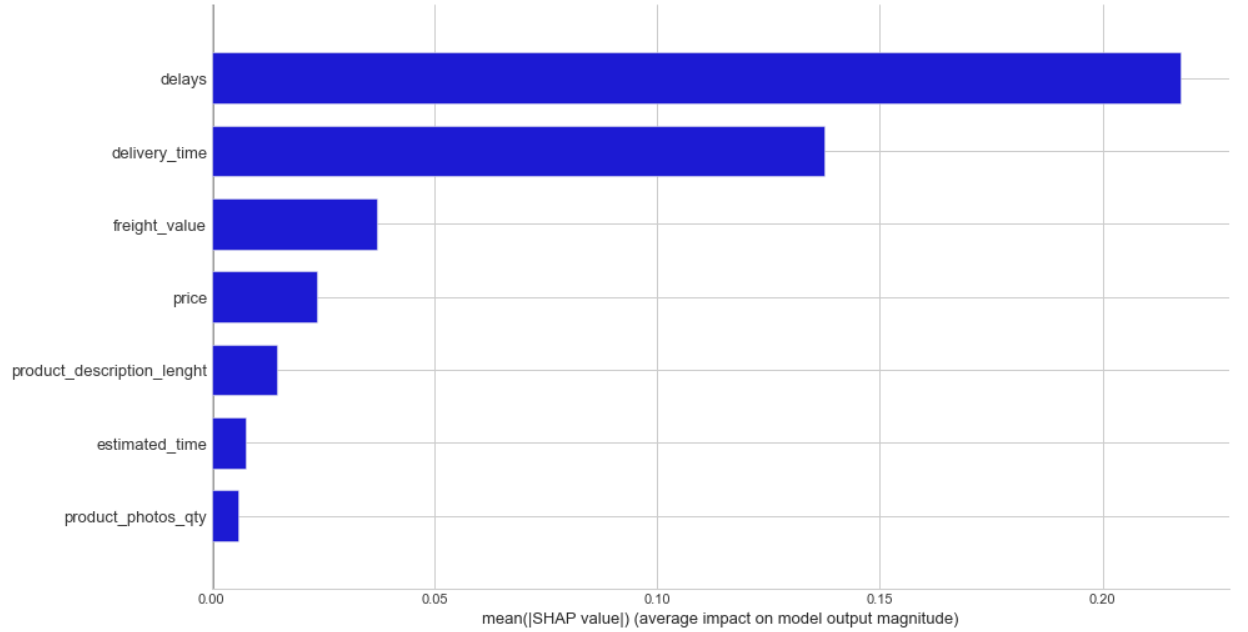 delays
delivery_time
freight_value
price
product_description_lenght
estimated_time
product_photos_qty
0.00 0.05 0.10 0.15 0.20
mean(|SHAP value|) (average impact on model output magnitude)